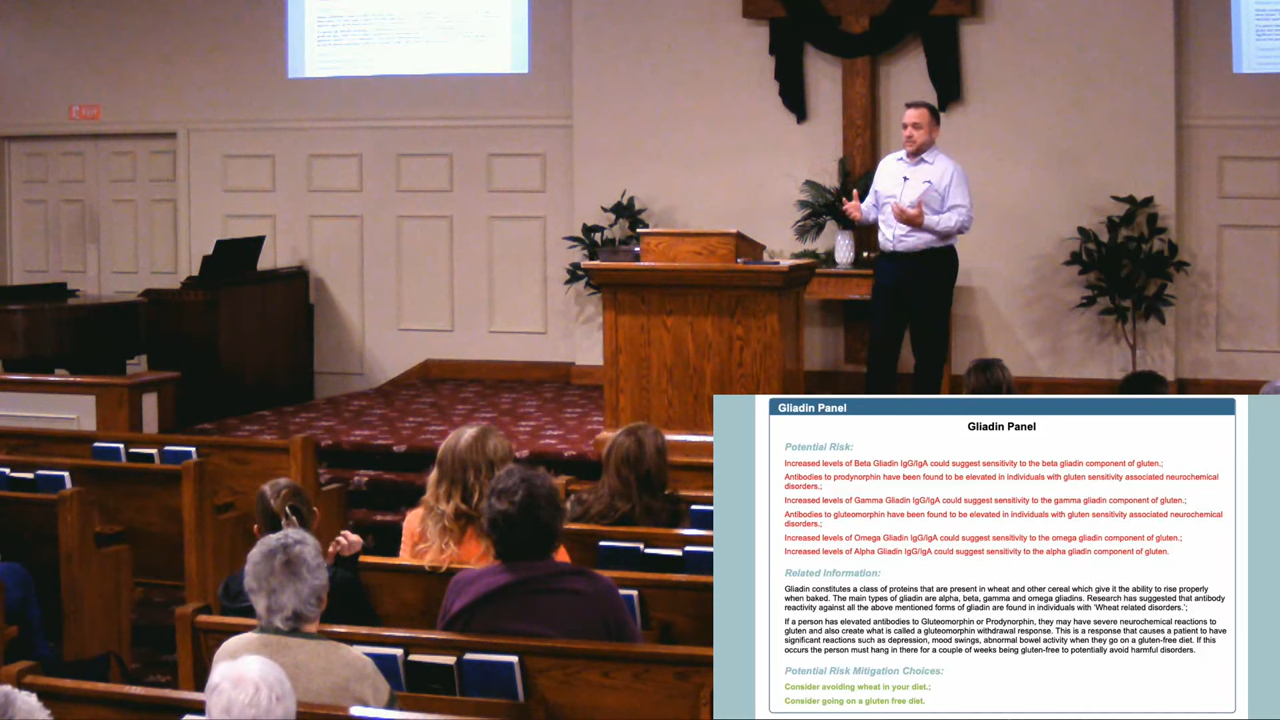 Exit
Gliadin Panel
Gliadin Panel
Potential Risk:
Increased levels of Beta Gliadin IgG/IgA could suggest sensitivity to the beta gliadin component of gluten.;
Antibodies to prodynorphin have been found to be elevated in individuals with gluten sensitivity associated neurochemical
disorders.;
Increased levels of Gamma Gliadin IgG/IgA could suggest sensitivity to the gamma gliadin component of gluten.;
Antibodies to gluteomorphin have been found to be elevated in individuals with gluten sensitivity associated neurochemical
disorders.;
Increased levels of Omega Gliadin IgG/IgA could suggest sensitivity to the omega gliadin component of gluten.;
Increased levels of Alpha Gliadin IgG/IgA could suggest sensitivity to the alpha gliadin component of gluten.
Related Information:
Gliadin constitutes a class of proteins that are present in wheat and other cereal which give it the ability to rise properly
when baked. The main types of gliadin are alpha, beta, gamma and omega gliadins. Research has suggested that antibody
reactivity against all the above mentioned forms of gliadin are found in individuals with 'Wheat related disorders.';
If a person has elevated antibodies to Gluteomorphin or Prodynorphin, they may have severe neurochemical reactions to
gluten and also create what is called a gluteomorphin withdrawal response. This is a response that causes a patient to have
significant reactions such as depression, mood swings, abnormal bowel activity when they go on a gluten-free diet. If this
occurs the person must hang in there for a couple of weeks being gluten-free to potentially avoid harmful disorders.
Potential Risk Mitigation Choices:
Consider avoiding wheat in your diet.;
Consider going on a gluten free diet.